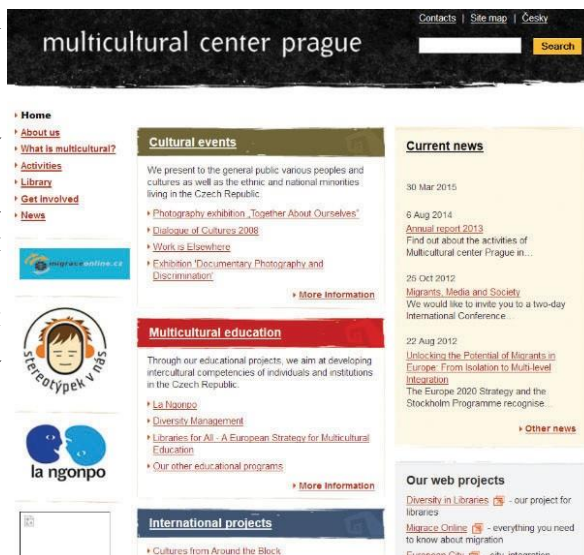 Contacts | Site map | Česky
multicultural center prague
Search
Home
About us
What is multicultural?
Activities
Library
Get involved
News
migraceonline.cz
stereotýpek v nás
la ngonpo
Cultural events
We present to the general public various peoples and
cultures as well as the ethnic and national minorities
living in the Czech Republic.
Photography exhibition „Together About Ourselves“
Dialogue of Cultures 2008
Work is Elsewhere
Exhibition 'Documentary Photography and
Discrimination'
More Information
Multicultural education
Through our educational projects, we aim at developing
intercultural competencies of individuals and institutions
in the Czech Republic.
La Ngonpo
Diversity Management
Libraries for All - A European Strategy for Multicultural
Education
Our other educational programs
More Information
International projects
Cultures from Around the Block
Current news
30 Mar 2015
6 Aug 2014
Annual report 2013
Find out about the activities of
Multicultural center Prague in...
25 Oct 2012
Migrants, Media and Society
We would like to invite you to a two-day
International Conference...
22 Aug 2012
Unlocking the Potential of Migrants in
Europe: From Isolation to Multi-level
Integration
The Europe 2020 Strategy and the
Stockholm Programme recognise...
Other news
Our web projects
Diversity in Libraries - our project for
libraries
Migrace Online - everything you need
to know about migration
European City - city, integration